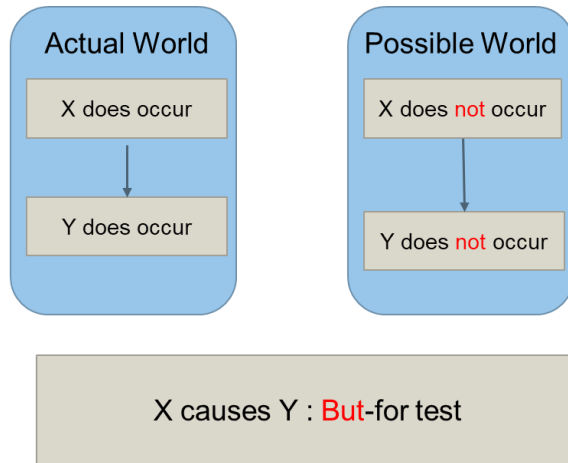 Actual World
X does occur
Y does occur
Possible World
X does not occur
Y does not occur
X causes Y : But-for test